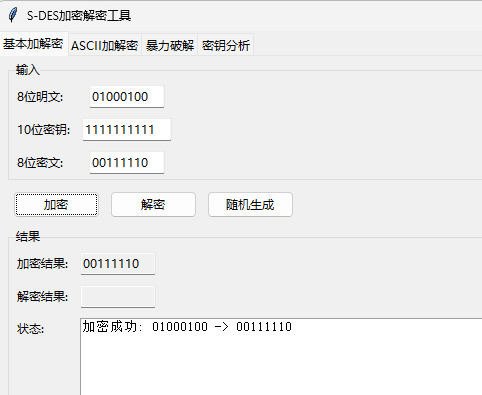 S-DES加密解密工具
基本加解密 ASCII加解密 暴力破解 密钥分析
输入
8位明文: 01000100
10位密钥: 1111111111
8位密文: 00111110
加密 解密 随机生成
结果
加密结果: 00111110
解密结果:
状态: 加密成功: 01000100 -> 00111110